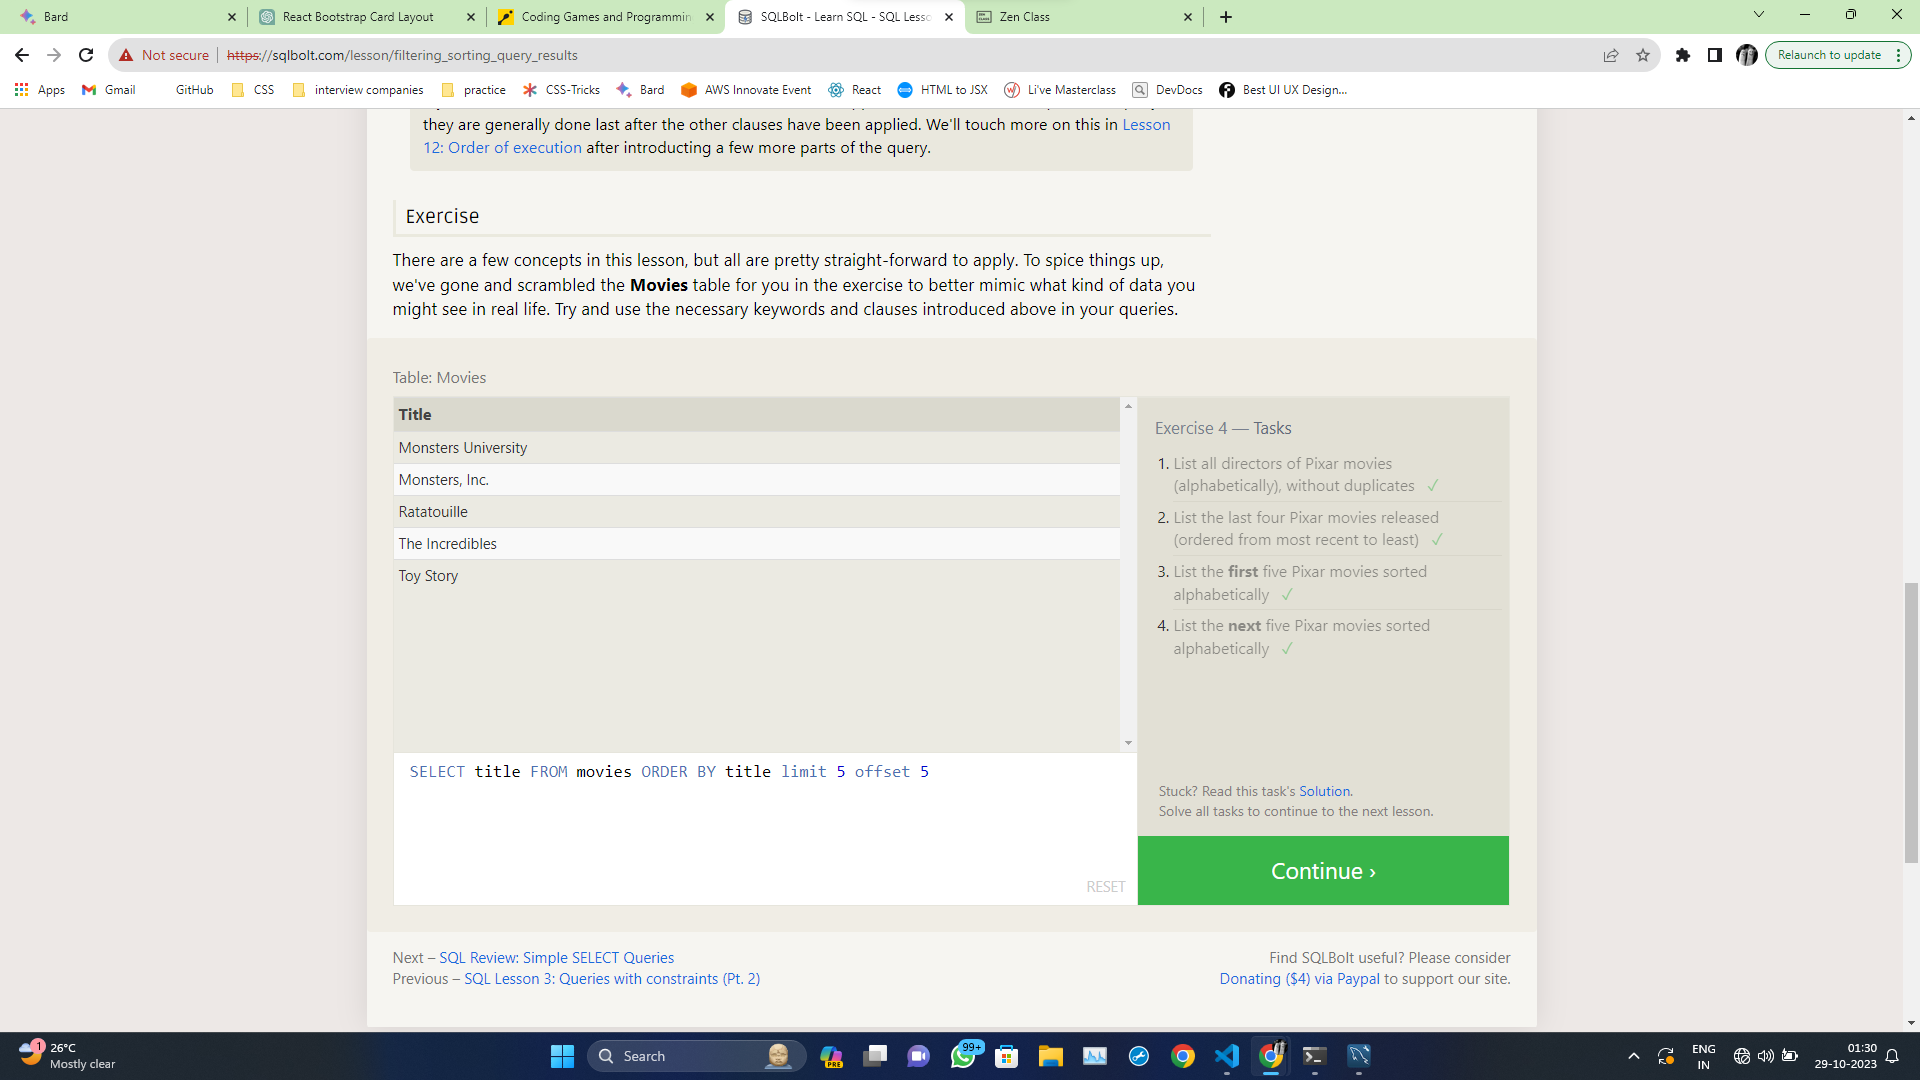 Bard
React Bootstrap Card Layout
Coding Games and Programmin
SQLBolt - Learn SQL - SQL Lesso
Zen Class
Not secure
https://sqlbolt.com/lesson/filtering_sorting_query_results
Relaunch to update
Apps
Gmail
GitHub
CSS
interview companies
practice
CSS-Tricks
Bard
AWS Innovate Event
React
HTML to JSX
Li've Masterclass
DevDocs
Best UI UX Design...
they are generally done last after the other clauses have been applied. We'll touch more on this in Lesson
12: Order of execution after introducting a few more parts of the query.
Exercise
There are a few concepts in this lesson, but all are pretty straight-forward to apply. To spice things up,
we've gone and scrambled the Movies table for you in the exercise to better mimic what kind of data you
might see in real life. Try and use the necessary keywords and clauses introduced above in your queries.
Table: Movies
Title
Monsters University
Monsters, Inc.
Ratatouille
The Incredibles
Toy Story
SELECT title FROM movies ORDER BY title limit 5 offset 5
RESET
Exercise 4 — Tasks
1. List all directors of Pixar movies
(alphabetically), without duplicates ✓
2. List the last four Pixar movies released
(ordered from most recent to least) ✓
3. List the first five Pixar movies sorted
alphabetically ✓
4. List the next five Pixar movies sorted
alphabetically ✓
Stuck? Read this task's Solution.
Solve all tasks to continue to the next lesson.
Continue ›
Next – SQL Review: Simple SELECT Queries
Previous – SQL Lesson 3: Queries with constraints (Pt. 2)
Find SQLBolt useful? Please consider
Donating ($4) via Paypal to support our site.
1
26°C
Mostly clear
Search
PRE
99+
ENG
IN
01:30
29-10-2023